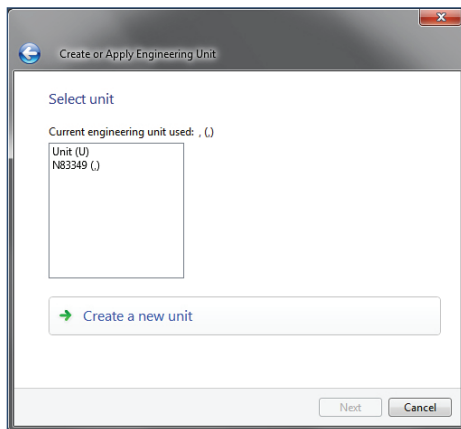 Create or Apply Engineering Unit
Select unit
Current engineering unit used: , (,)
Unit (U)
N83349 (,)
Create a new unit
Next
Cancel